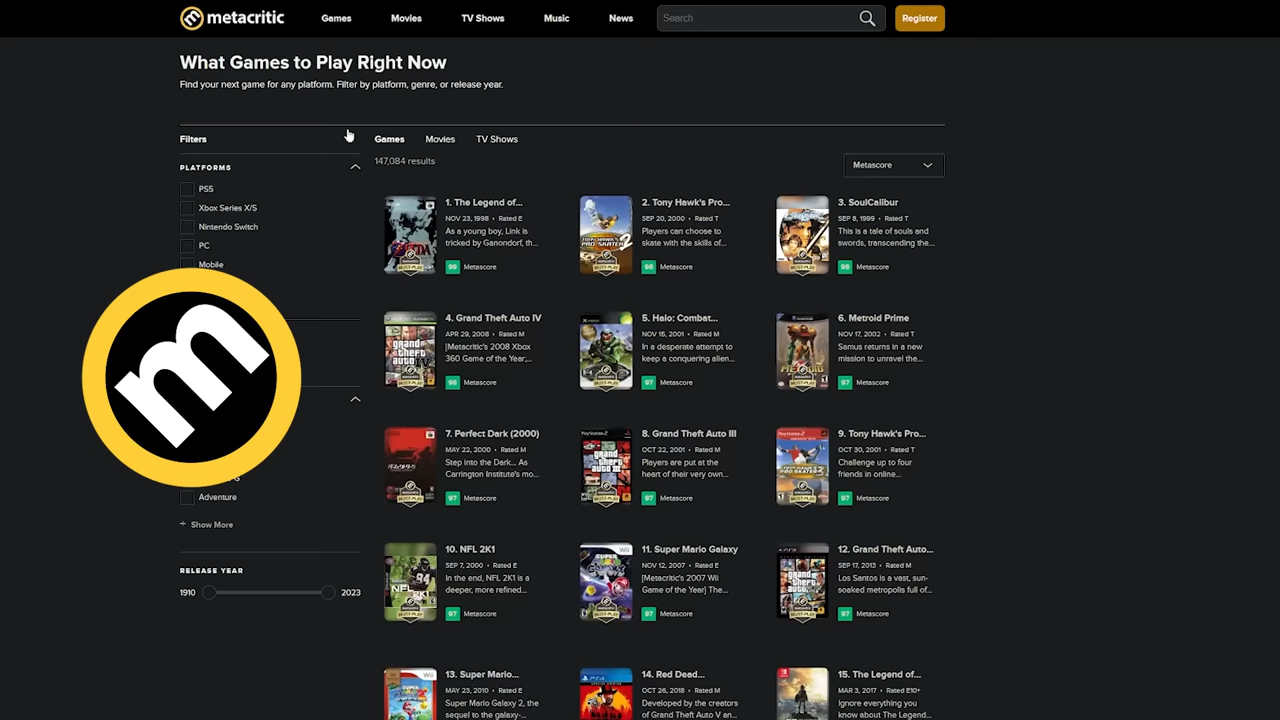 metacritic
Games
Movies
TV Shows
Music
News
Search
Register
What Games to Play Right Now
Find your next game for any platform. Filter by platform, genre, or release year.
Filters
PLATFORMS
PS5
Xbox Series X/S
Nintendo Switch
PC
Mobile
Adventure
+ Show More
RELEASE YEAR
1910
2023
Games
Movies
TV Shows
147,084 results
Metascore
1. The Legend of...
NOV 23, 1998 • Rated E
As a young boy, Link is
tricked by Ganondorf, th...
99 Metascore
2. Tony Hawk's Pro...
SEP 20, 2000 • Rated T
Players can choose to
skate with the skills of...
98 Metascore
3. SoulCalibur
SEP 8, 1999 • Rated T
This is a tale of souls and
swords, transcending the...
98 Metascore
4. Grand Theft Auto IV
APR 29, 2008 • Rated M
[Metacritic's 2008 Xbox
360 Game of the Year;...
98 Metascore
5. Halo: Combat...
NOV 15, 2001 • Rated M
In a desperate attempt to
keep a conquering alien...
97 Metascore
6. Metroid Prime
NOV 17, 2002 • Rated T
Samus returns in a new
mission to unravel the...
97 Metascore
7. Perfect Dark (2000)
MAY 22, 2000 • Rated M
Step into the Dark... As
Carrington Institute's mo...
97 Metascore
8. Grand Theft Auto III
OCT 22, 2001 • Rated M
Players are put at the
heart of their very own...
97 Metascore
9. Tony Hawk's Pro...
OCT 30, 2001 • Rated T
Challenge up to four
friends in online...
97 Metascore
10. NFL 2K1
SEP 7, 2000 • Rated E
In the end, NFL 2K1 is a
deeper, more refined...
97 Metascore
11. Super Mario Galaxy
NOV 12, 2007 • Rated E
[Metacritic's 2007 Wii
Game of the Year] The...
97 Metascore
12. Grand Theft Auto...
SEP 17, 2013 • Rated M
Los Santos is a vast, sun-
soaked metropolis full of...
97 Metascore
13. Super Mario...
MAY 23, 2010 • Rated E
Super Mario Galaxy 2, the
sequel to the galaxy-
14. Red Dead...
OCT 26, 2018 • Rated M
Developed by the creators
of Grand Theft Auto V an
15. The Legend of...
MAR 3, 2017 • Rated E10+
Ignore everything you
know about The Legend...
m